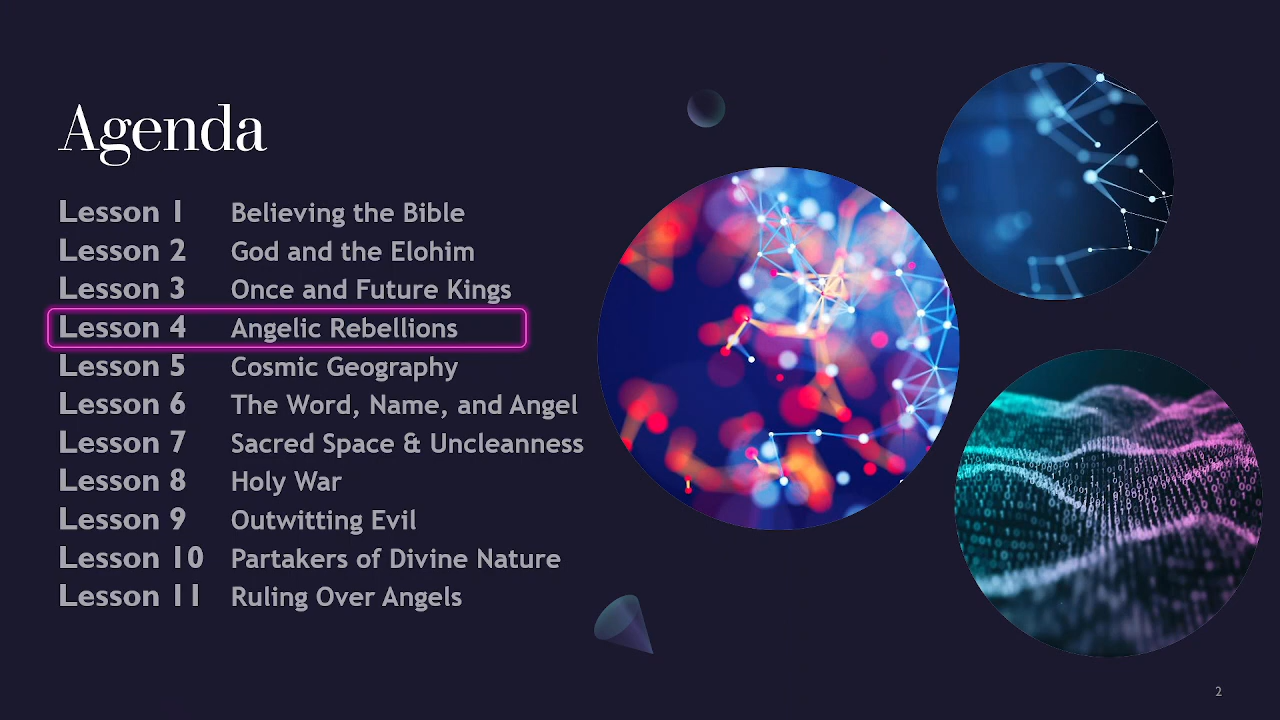 Agenda
Lesson 1 Believing the Bible
Lesson 2 God and the Elohim
Lesson 3 Once and Future Kings
Lesson 4 Angelic Rebellions
Lesson 5 Cosmic Geography
Lesson 6 The Word, Name, and Angel
Lesson 7 Sacred Space & Uncleanness
Lesson 8 Holy War
Lesson 9 Outwitting Evil
Lesson 10 Partakers of Divine Nature
Lesson 11 Ruling Over Angels
2